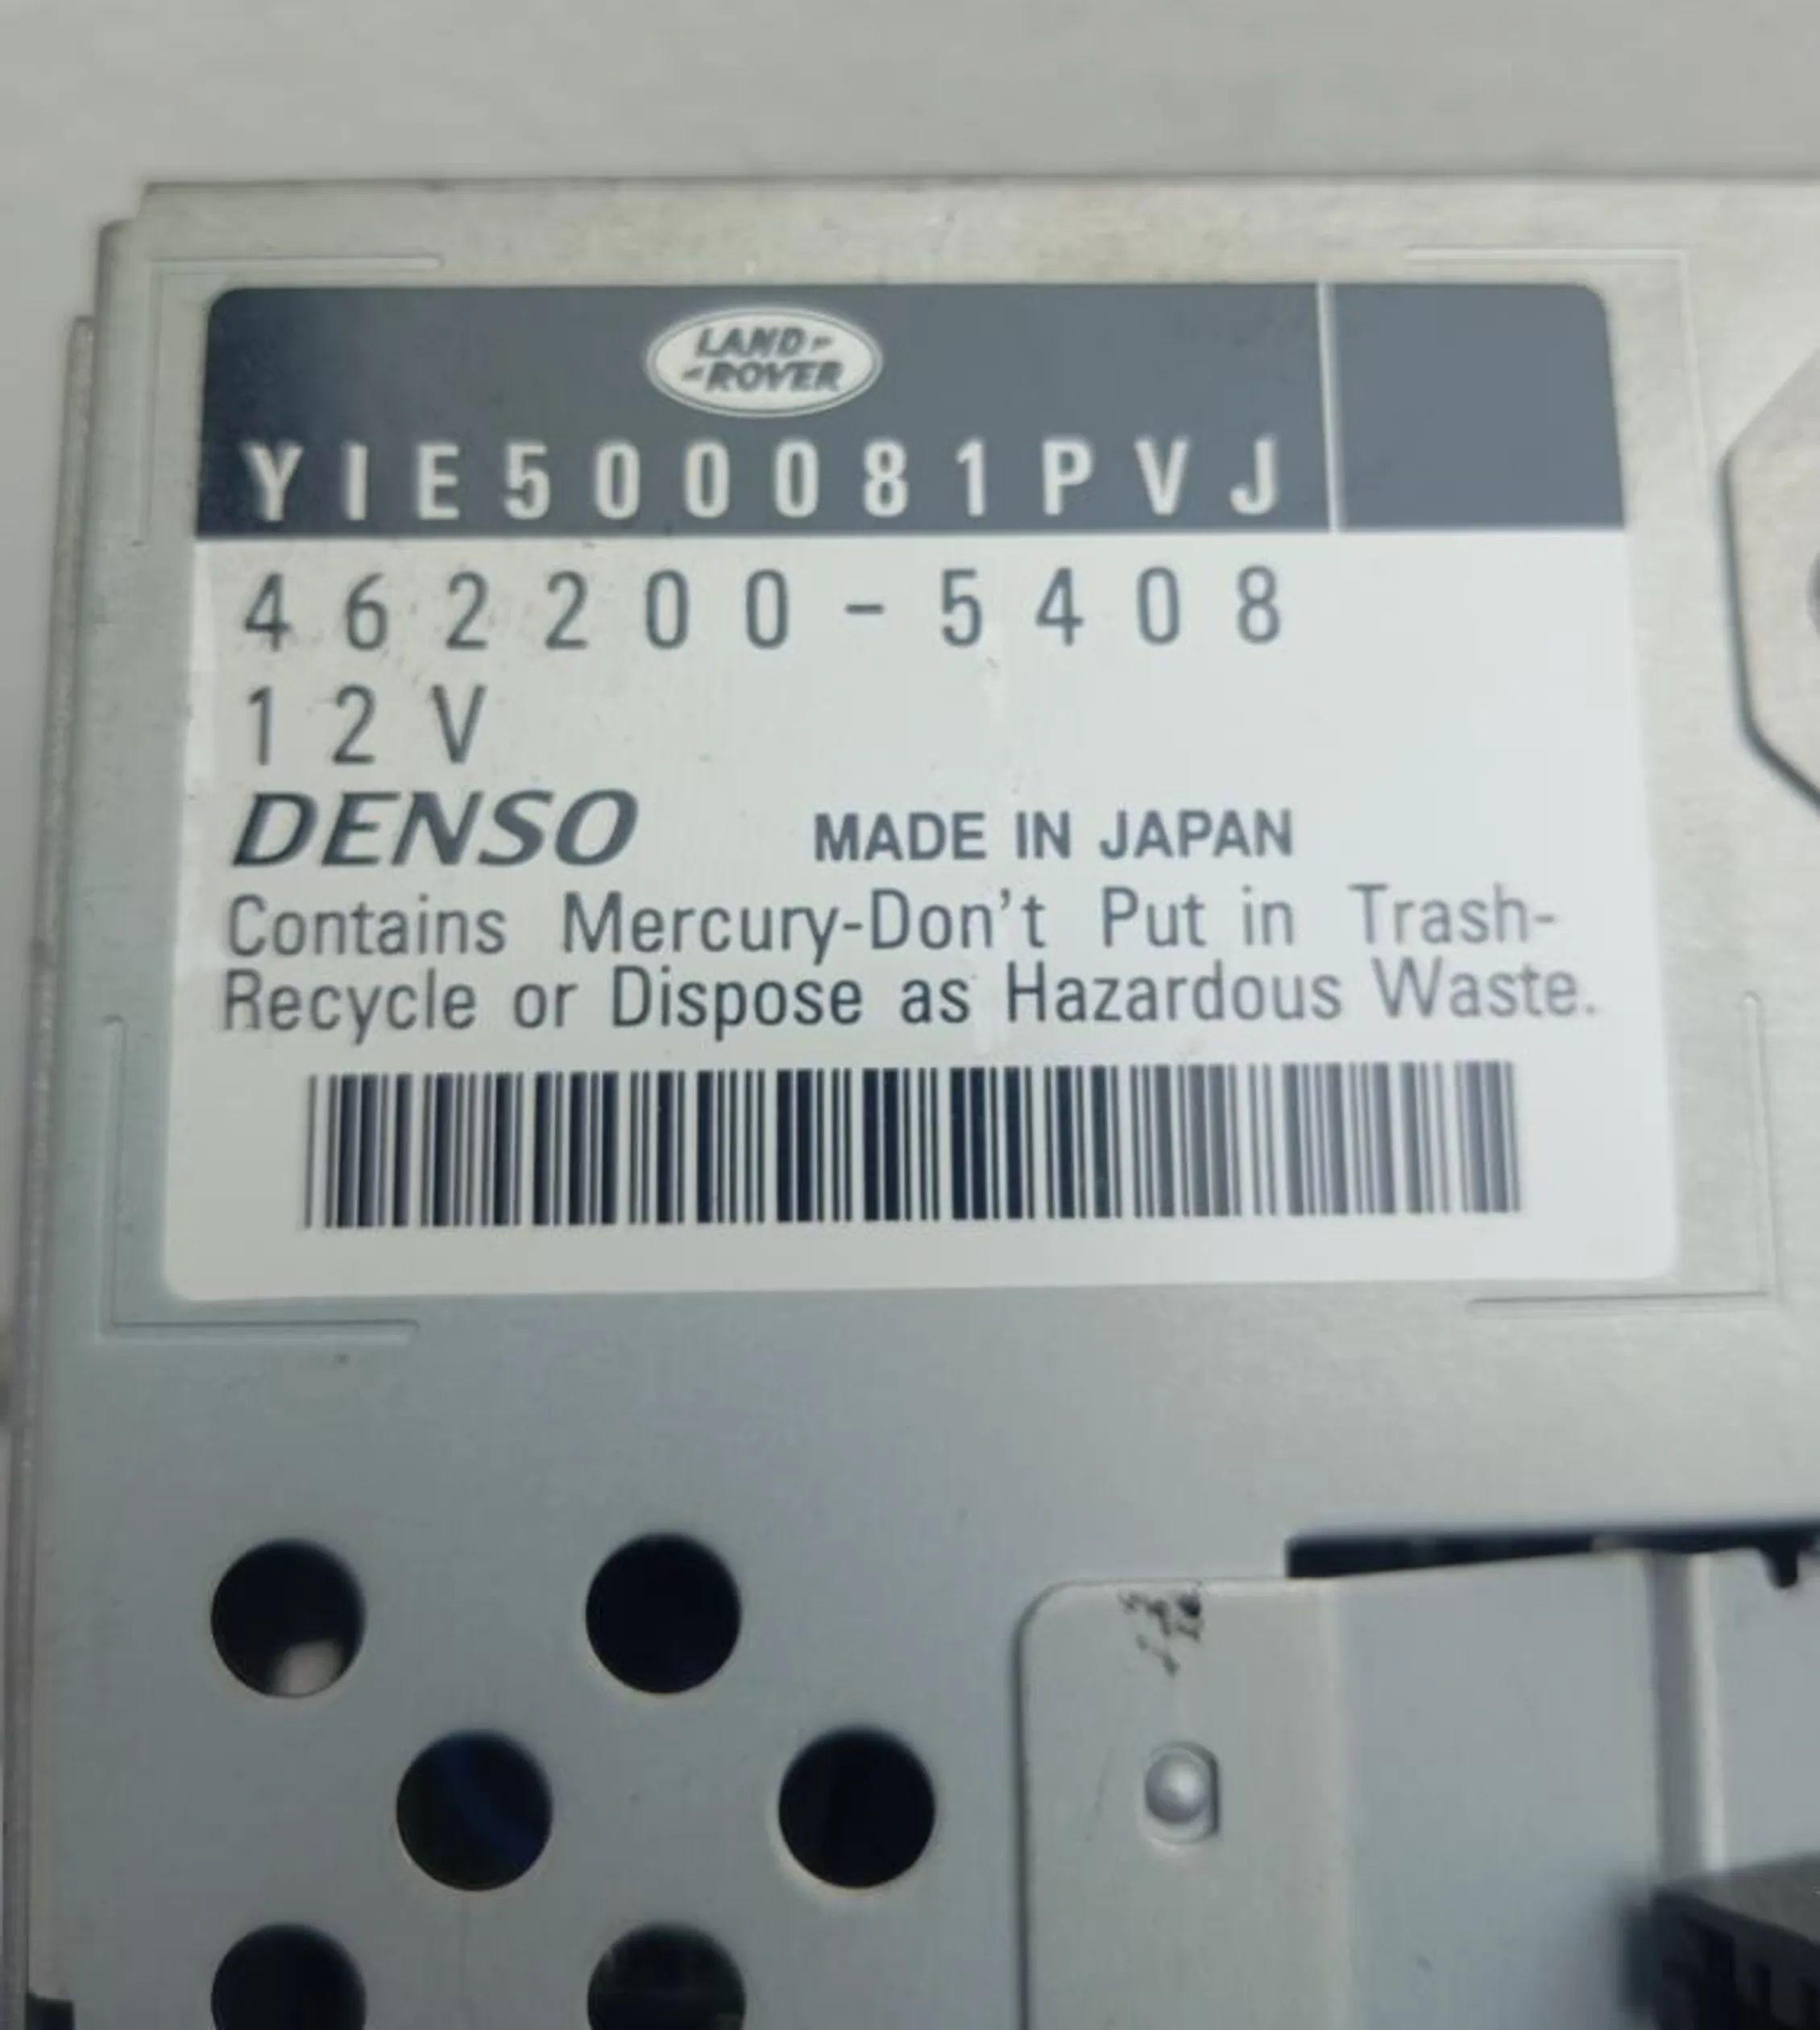 LAND-
-ROVER
YIE500081PVJ
462200-5408
12V
DENSO MADE IN JAPAN
Contains Mercury-Don't Put in Trash-
Recycle or Dispose as Hazardous Waste.